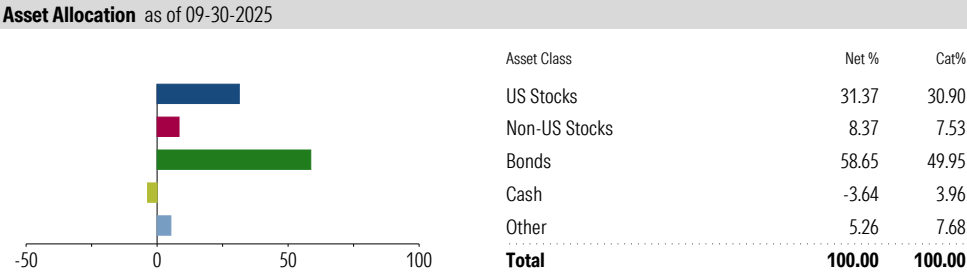 Asset Allocation as of 09-30-2025
Asset Class Net % Cat%
US Stocks 31.37 30.90
Non-US Stocks 8.37 7.53
Bonds 58.65 49.95
Cash -3.64 3.96
Other 5.26 7.68
Total 100.00 100.00
-50 0 50 100